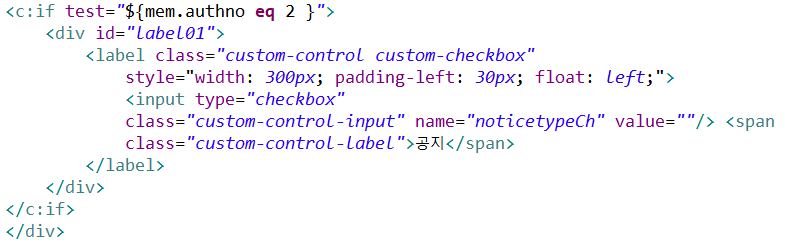 <c:if test="${mem.authno eq 2 }">
    <div id="label01">
        <label class="custom-control custom-checkbox"
            style="width: 300px; padding-left: 30px; float: left;">
            <input type="checkbox"
            class="custom-control-input" name="noticetypeCh" value=""/> <span
            class="custom-control-label">공지</span>
        </label>
    </div>
</c:if>
</div>